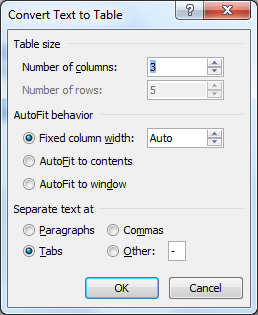 Convert Text to Table
Table size
Number of columns: 3
Number of rows: 5
AutoFit behavior
Fixed column width: Auto
AutoFit to contents
AutoFit to window
Separate text at
Paragraphs Commas
Tabs Other: -
OK Cancel